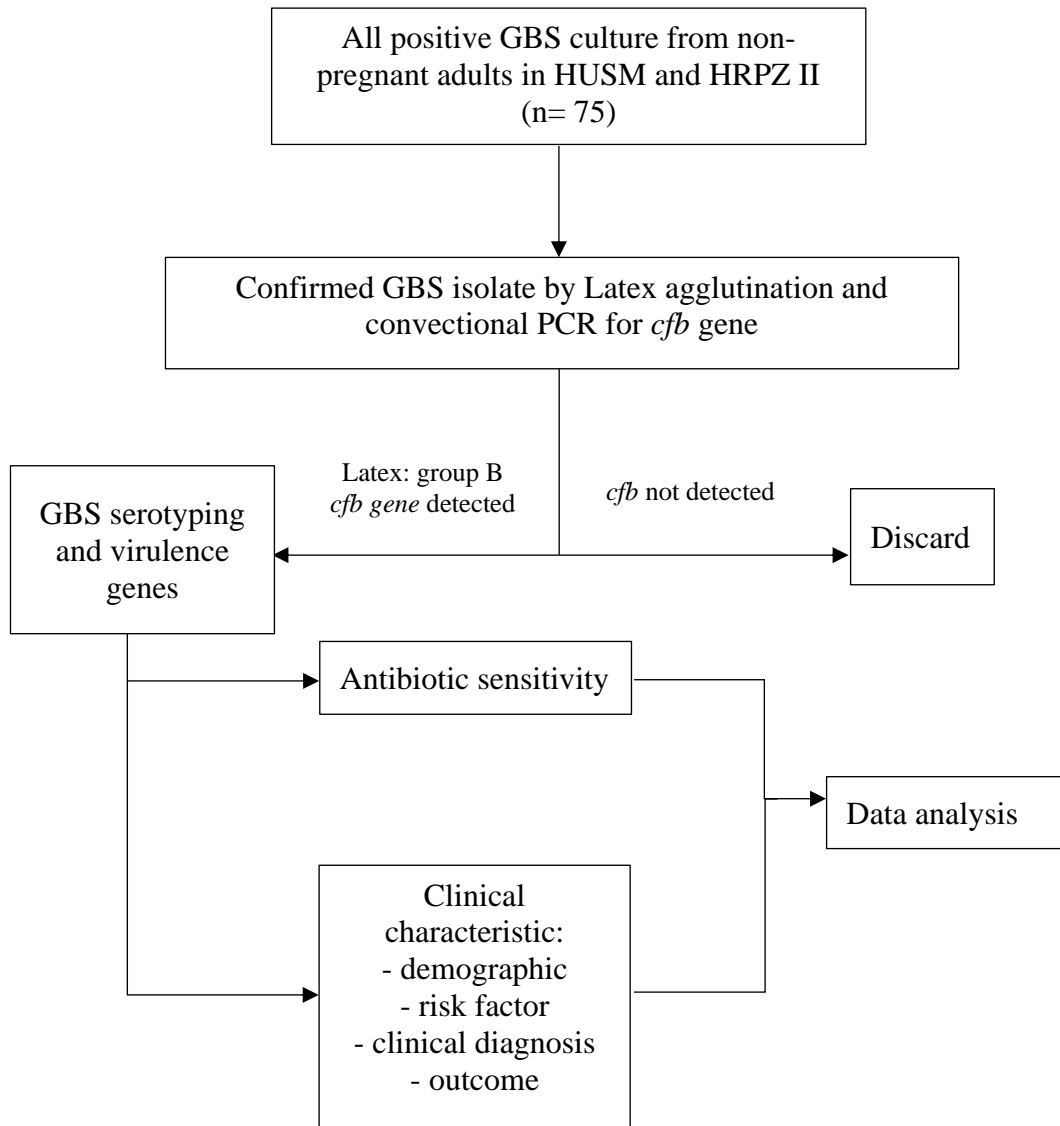 All positive GBS culture from non-
pregnant adults in HUSM and HRPZ II
(n= 75)
Confirmed GBS isolate by Latex agglutination and
convectional PCR for cfb gene
Latex: group B
cfb gene detected
cfb not detected
GBS serotyping
and virulence
genes
Discard
Antibiotic sensitivity
Data analysis
Clinical
characteristic:
- demographic
- risk factor
- clinical diagnosis
- outcome